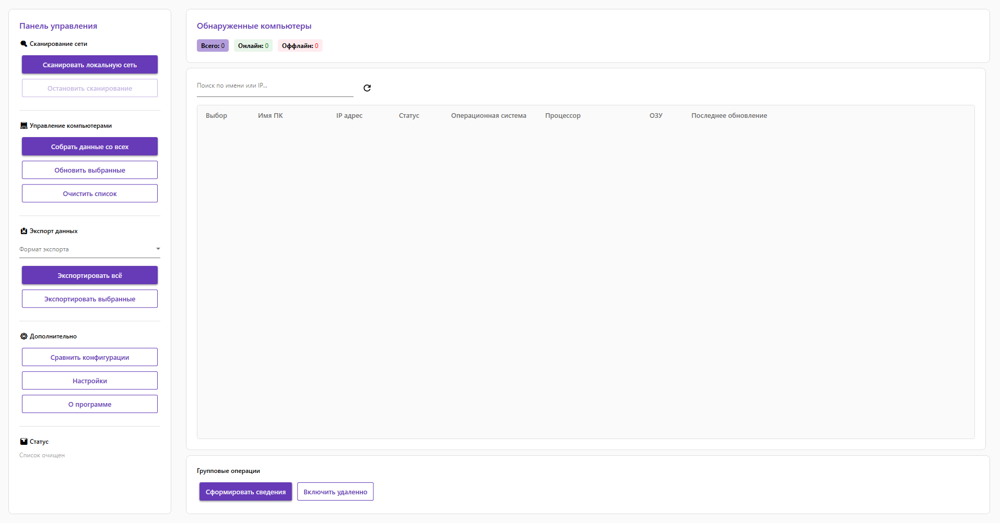 Панель управления
Сканирование сети
Сканировать локальную сеть
Остановить сканирование
Управление компьютерами
Собрать данные со всех
Обновить выбранные
Очистить список
Экспорт данных
Формат экспорта
Экспортировать всё
Экспортировать выбранные
Дополнительно
Сравнить конфигурации
Настройки
О программе
Статус
Список очищен
Обнаруженные компьютеры
Всего: 0 Онлайн: 0 Оффлайн: 0
Поиск по имени или IP...
Выбор Имя ПК IP адрес Статус Операционная система Процессор ОЗУ Последнее обновление
Групповые операции
Сформировать сведения Включить удаленно